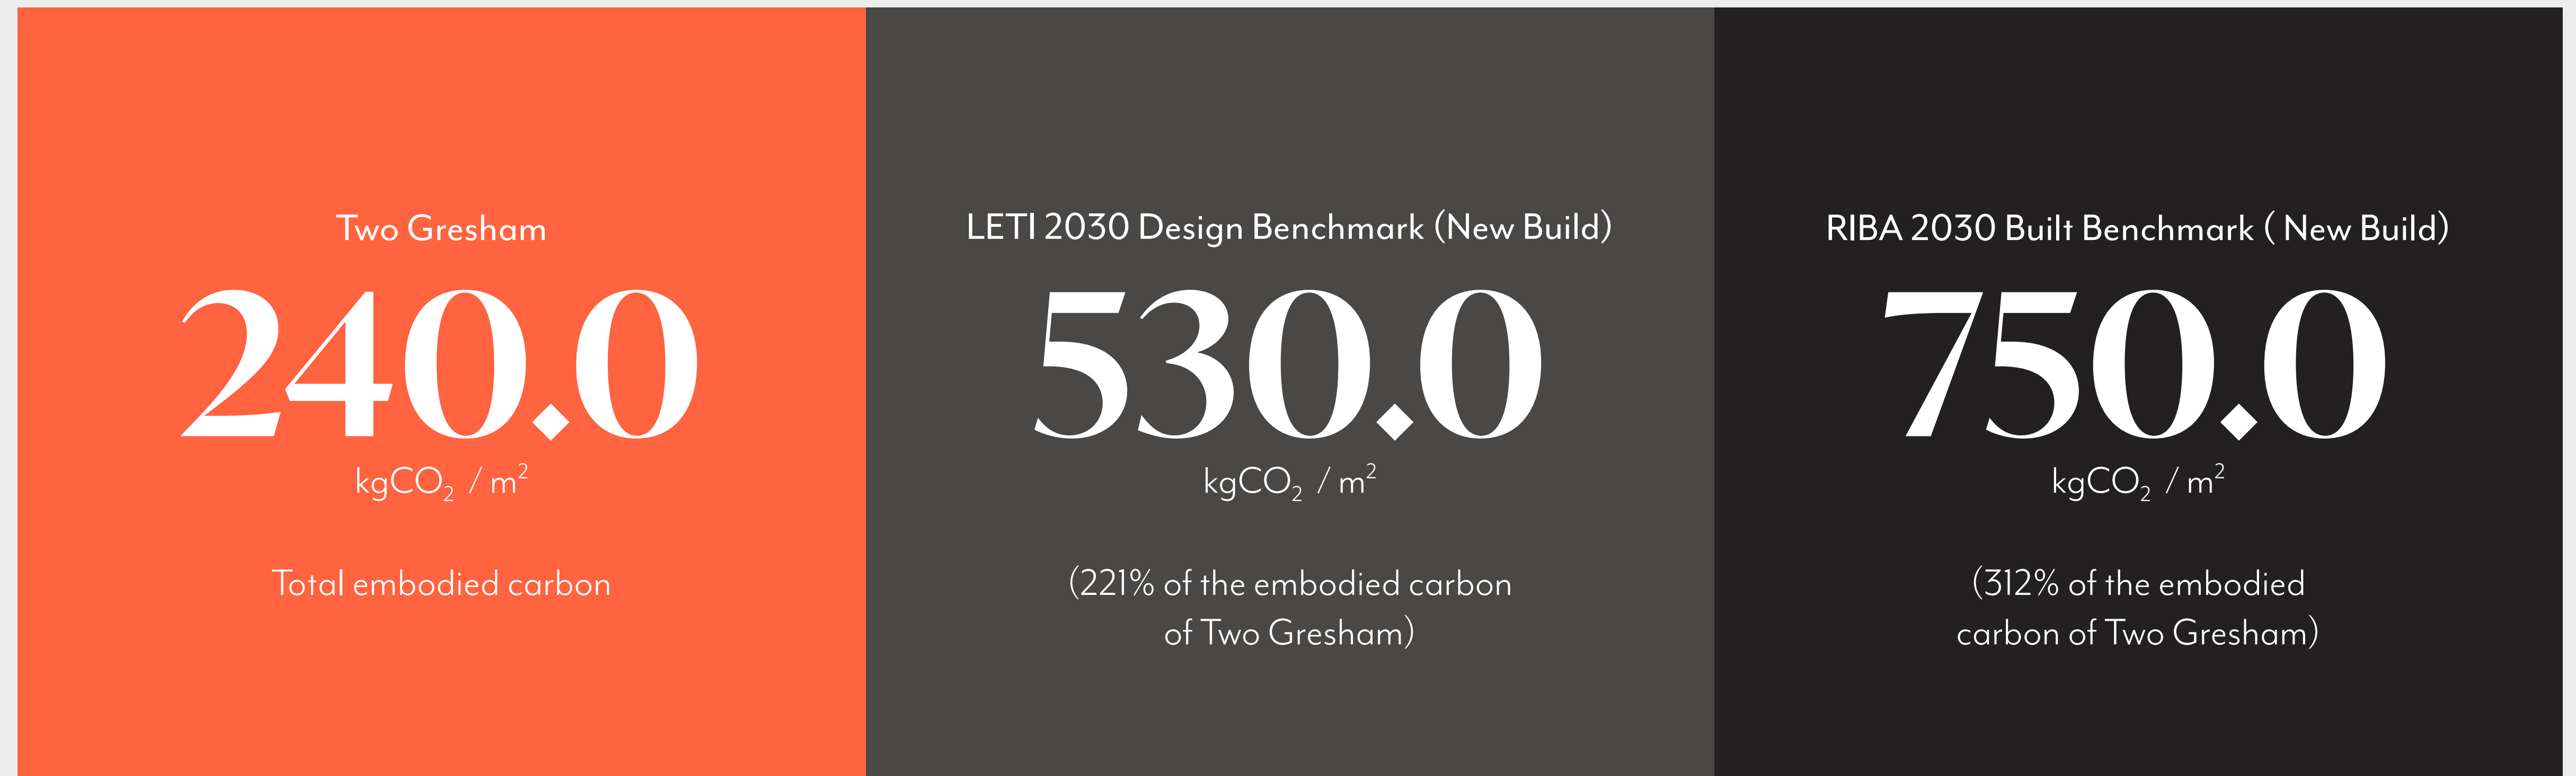 Two Gresham
240.0
kgCO₂ / m²
Total embodied carbon
LETI 2030 Design Benchmark (New Build)
530.0
kgCO₂ / m²
(221% of the embodied carbon
of Two Gresham)
RIBA 2030 Built Benchmark ( New Build)
750.0
kgCO₂ / m²
(312% of the embodied
carbon of Two Gresham)